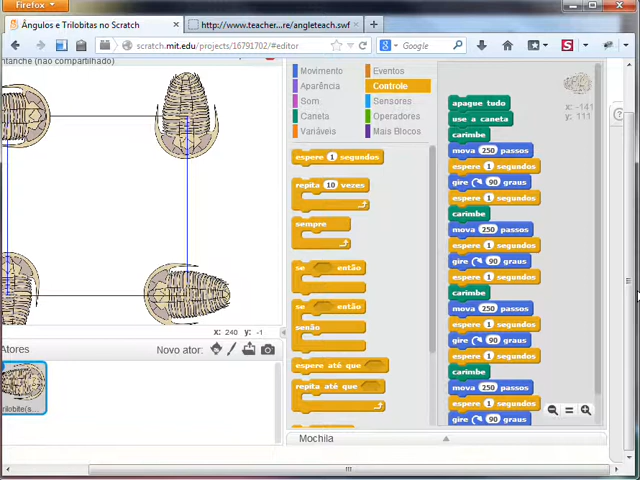 Firefox
Ângulos e Trilobitas no Scratch
http://www.teacher...re/angleteach.swf
scratch.mit.edu/projects/16791702/#editor
Google
(não compartilhado)
Movimento
Aparência
Som
Caneta
Variáveis
Eventos
Controle
Sensores
Operadores
Mais Blocos
espere 1 segundos
repita 10 vezes
sempre
se então
se então
senão
espere até que
repita até que
x: -141
y: 111
apague tudo
use a caneta
carimbe
mova 250 passos
espere 1 segundos
gire 90 graus
espere 1 segundos
carimbe
mova 250 passos
espere 1 segundos
gire 90 graus
espere 1 segundos
carimbe
mova 250 passos
espere 1 segundos
gire 90 graus
espere 1 segundos
carimbe
mova 250 passos
espere 1 segundos
gire 90 graus
x: 240 y: -1
Atores
Novo ator:
rilobite(s...
Mochila